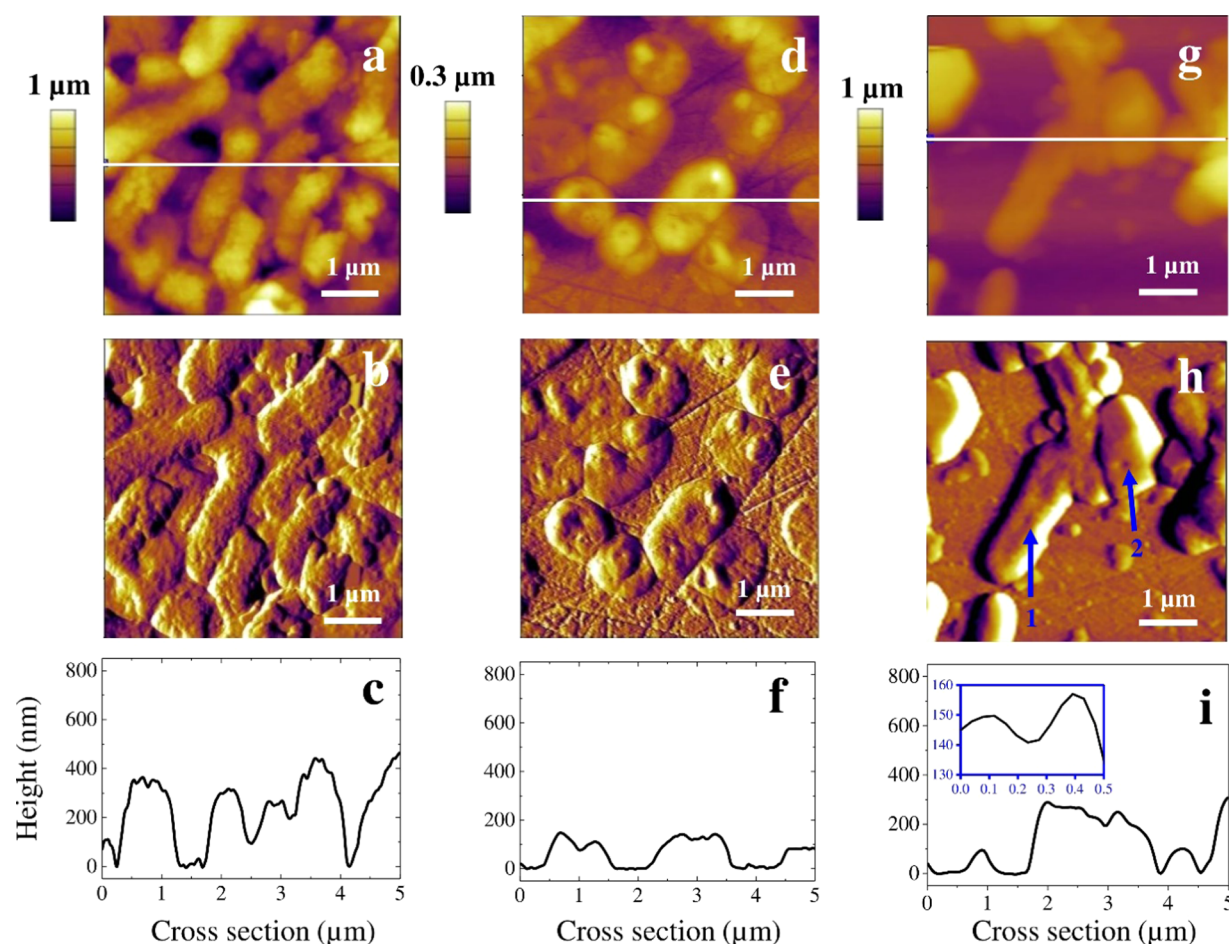 a
d
g
1 µm
0.3 µm
1 µm
1 µm
1 µm
1 µm
b
e
h
2
1 µm
1 µm
1 µm
1
c
f
i
800
600
400
200
0
Height (nm)
0 1 2 3 4 5
Cross section (µm)
800
600
400
200
0
0 1 2 3 4 5
Cross section (µm)
800
600
400
200
0
160
150
140
130
0.0 0.1 0.2 0.3 0.4 0.5
0 1 2 3 4 5
Cross section (µm)